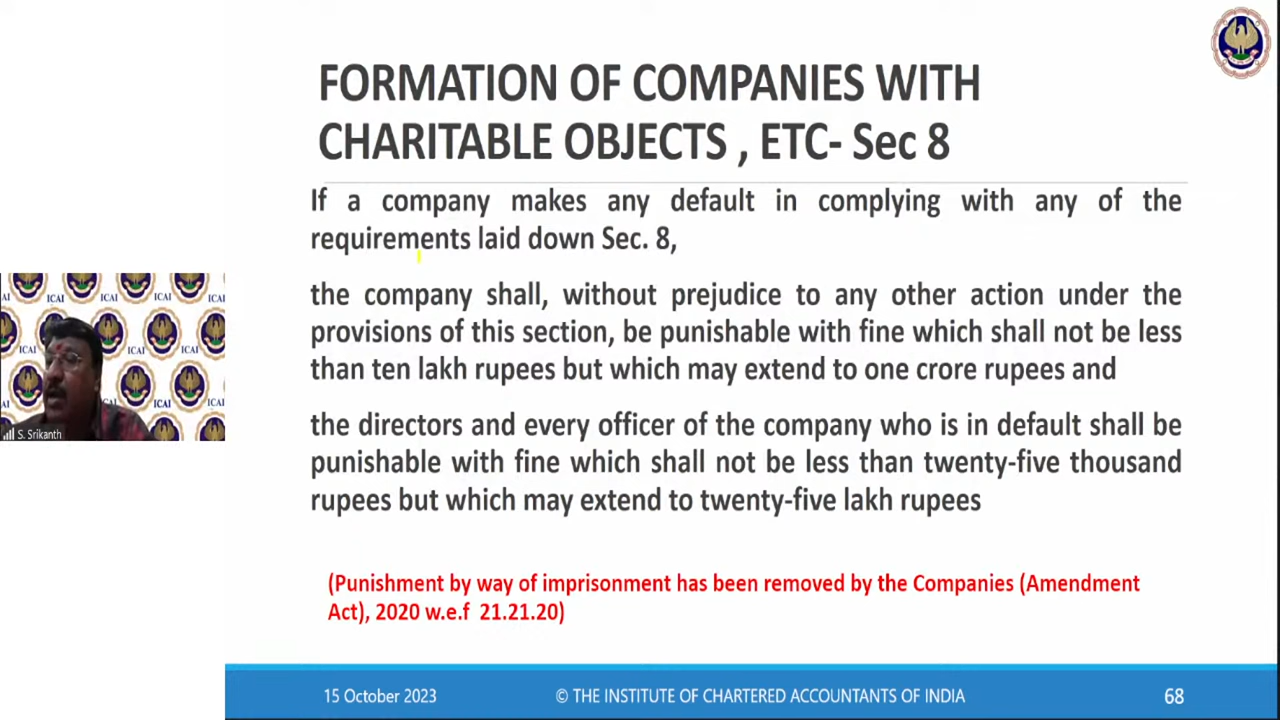 FORMATION OF COMPANIES WITH
CHARITABLE OBJECTS , ETC- Sec 8
If a company makes any default in complying with any of the
requirements laid down Sec. 8,
the company shall, without prejudice to any other action under the
provisions of this section, be punishable with fine which shall not be less
than ten lakh rupees but which may extend to one crore rupees and
the directors and every officer of the company who is in default shall be
punishable with fine which shall not be less than twenty-five thousand
rupees but which may extend to twenty-five lakh rupees
(Punishment by way of imprisonment has been removed by the Companies (Amendment
Act), 2020 w.e.f 21.21.20)
ICAI ICAI ICAI
ICAI
ICAI
S. Srikanth
15 October 2023 © THE INSTITUTE OF CHARTERED ACCOUNTANTS OF INDIA 68